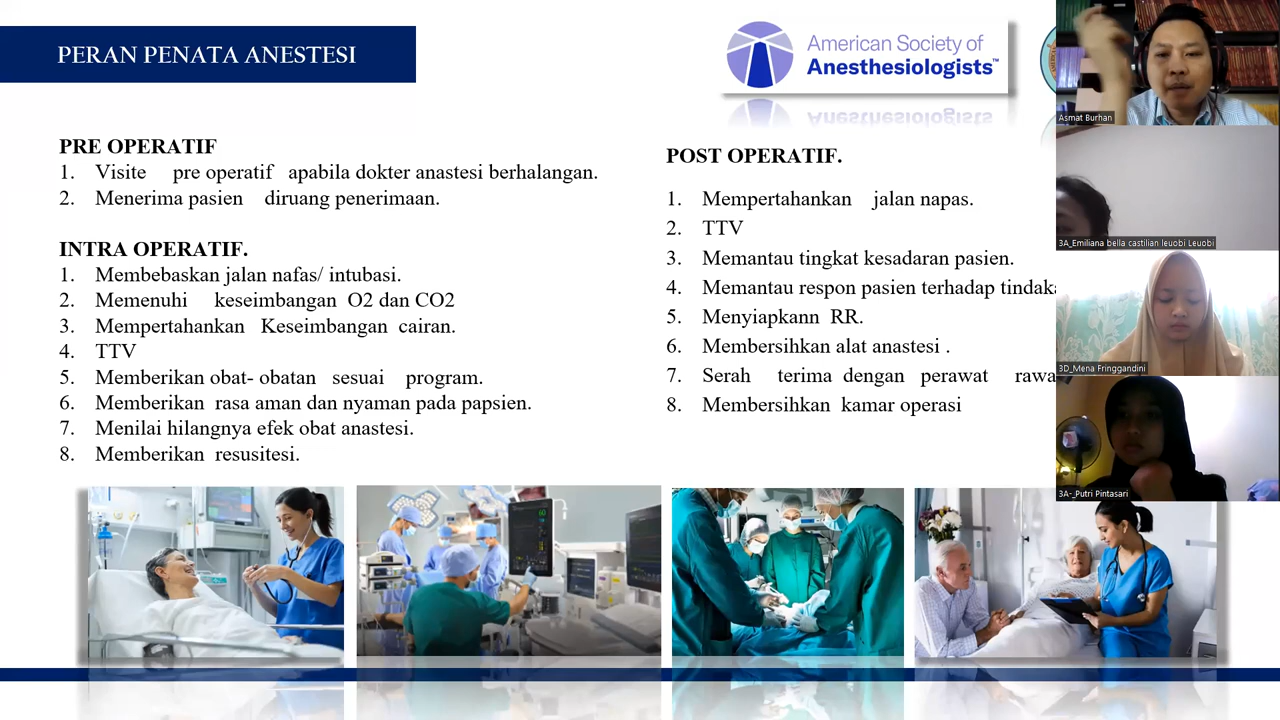 PERAN PENATA ANESTESI
American Society of
Anesthesiologists™
PRE OPERATIF
1. Visite pre operatif apabila dokter anastesi berhalangan.
2. Menerima pasien diruang penerimaan.
INTRA OPERATIF.
1. Membebaskan jalan nafas/ intubasi.
2. Memenuhi keseimbangan O2 dan CO2
3. Mempertahankan Keseimbangan cairan.
4. TTV
5. Memberikan obat- obatan sesuai program.
6. Memberikan rasa aman dan nyaman pada papsien.
7. Menilai hilangnya efek obat anastesi.
8. Memberikan resusitesi.
POST OPERATIF.
1. Mempertahankan jalan napas.
2. TTV
3. Memantau tingkat kesadaran pasien.
4. Memantau respon pasien terhadap tindaka
5. Menyiapkann RR.
6. Membersihkan alat anastesi .
7. Serah terima dengan perawat rawa
8. Membersihkan kamar operasi
Asmat Burhan
3A_Emiliana bella castilian leuobi Leuobi
3D_Mena Fringgandini
3A-_Putri Pintasari